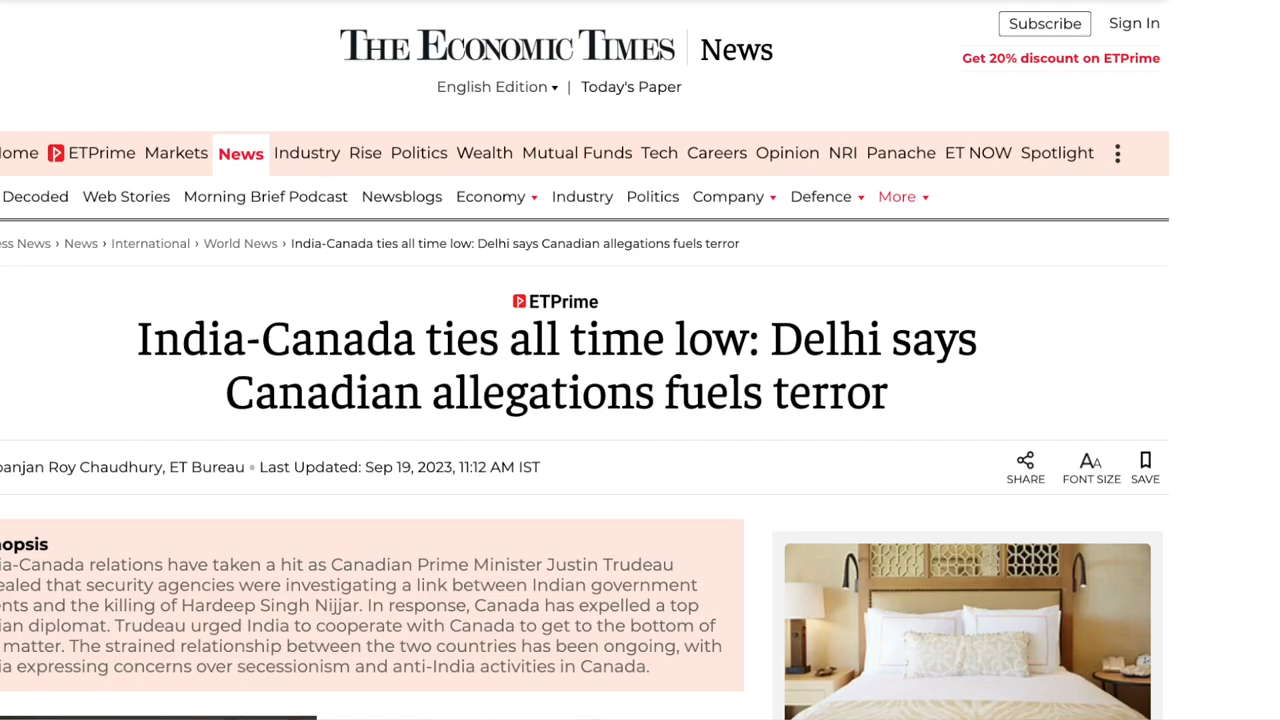 Subscribe Sign In
THE ECONOMIC TIMES News
Get 20% discount on ETPrime
English Edition | Today's Paper
ome ETPrime Markets News Industry Rise Politics Wealth Mutual Funds Tech Careers Opinion NRI Panache ET NOW Spotlight
Decoded Web Stories Morning Brief Podcast Newsblogs Economy Industry Politics Company Defence More
ess News › News › International › World News › India-Canada ties all time low: Delhi says Canadian allegations fuels terror
ETPrime
India-Canada ties all time low: Delhi says
Canadian allegations fuels terror
anjan Roy Chaudhury, ET Bureau • Last Updated: Sep 19, 2023, 11:12 AM IST
SHARE FONT SIZE SAVE
nopsis
ia-Canada relations have taken a hit as Canadian Prime Minister Justin Trudeau
ealed that security agencies were investigating a link between Indian government
nts and the killing of Hardeep Singh Nijjar. In response, Canada has expelled a top
ian diplomat. Trudeau urged India to cooperate with Canada to get to the bottom of
matter. The strained relationship between the two countries has been ongoing, with
ia expressing concerns over secessionism and anti-India activities in Canada.